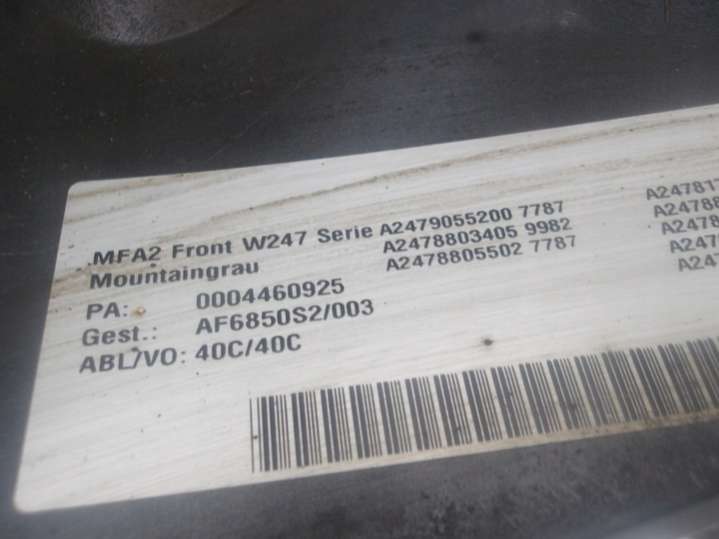 MFA2 Front W247 Serie A2479055200 7787
Mountaingrau A2478803405 9982
A2478805502 7787
PA: 0004460925
Gest.: AF6850S2/003
ABL/VO: 40C/40C